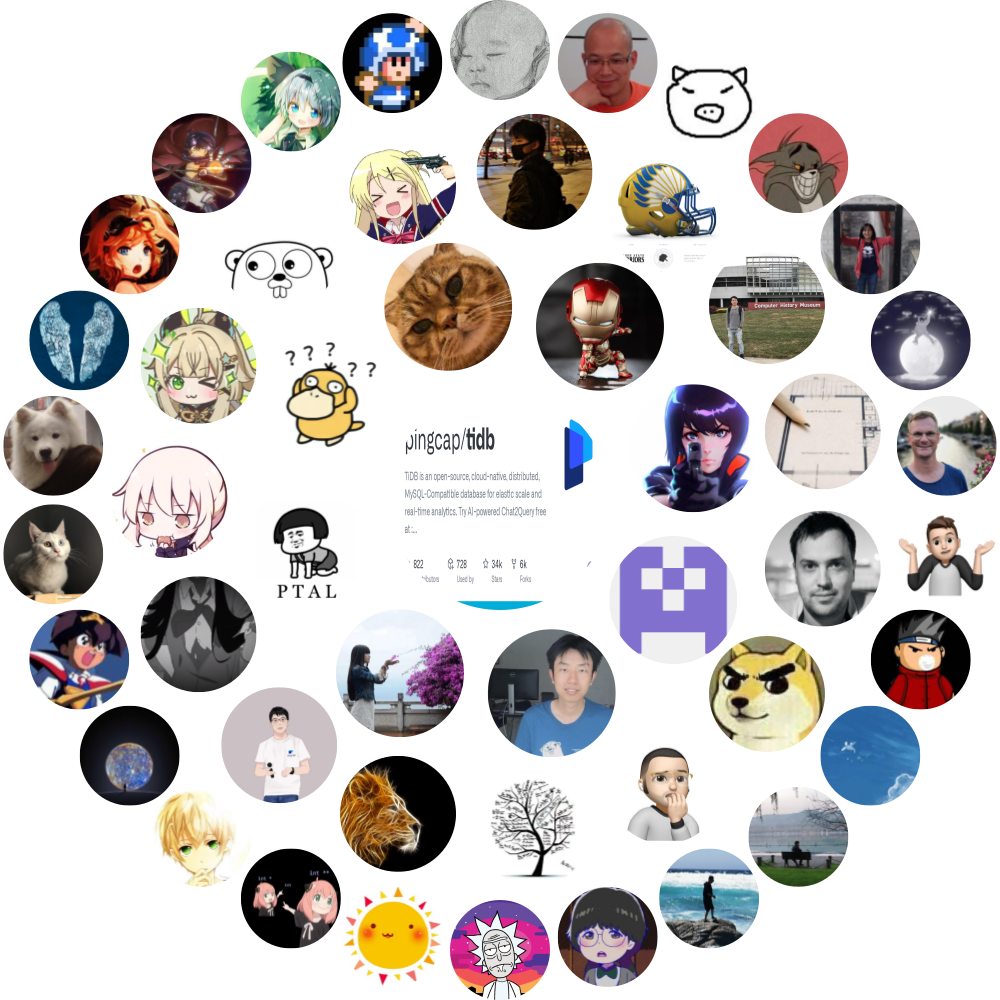 Computer History Museum
? ? ?
? ?
pingcap/tidb
TiDB is an open-source, cloud-native, distributed,
MySQL-Compatible database for elastic scale and
real-time analytics. Try AI-powered Chat2Query free
at :...
822
728
34k
6k
Used by
Stars
Forks
PTAL
int
int